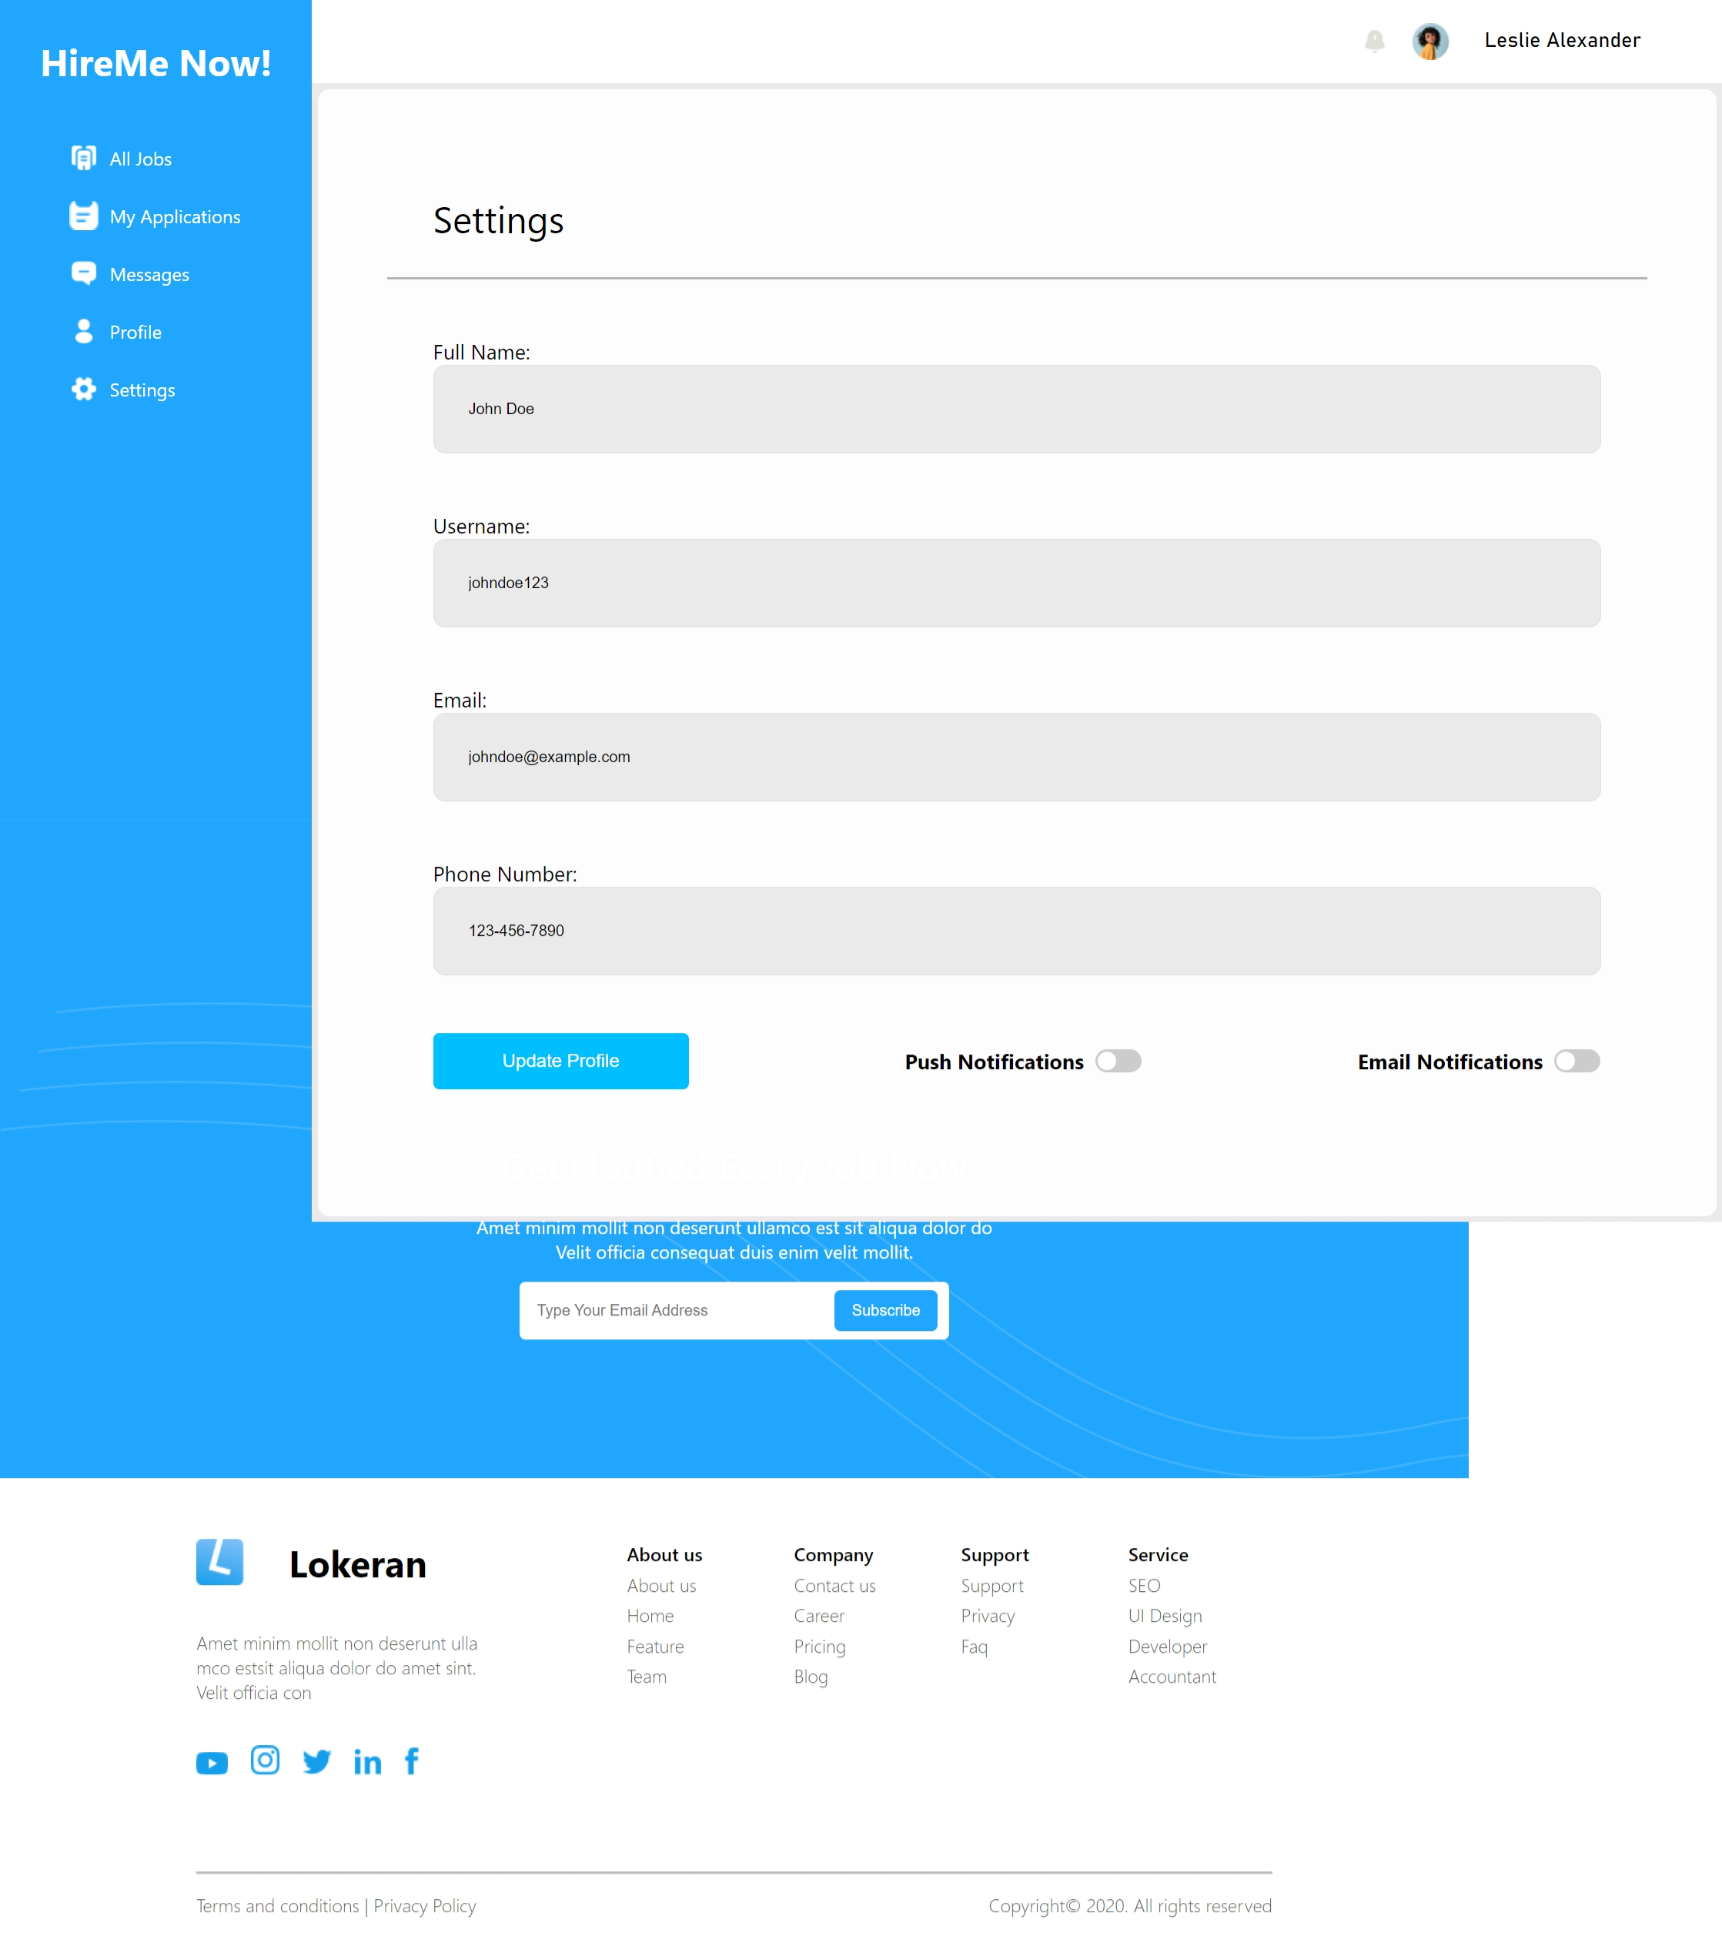 HireMe Now!
All Jobs
My Applications
Messages
Profile
Settings
Leslie Alexander
Settings
Full Name:
John Doe
Username:
johndoe123
Email:
johndoe@example.com
Phone Number:
123-456-7890
Update Profile
Push Notifications
Email Notifications
Get Notified Every Job Now
Amet minim mollit non deserunt ullamco est sit aliqua dolor do
Velit officia consequat duis enim velit mollit.
Type Your Email Address
Subscribe
Lokeran
Amet minim mollit non deserunt ulla
mco estsit aliqua dolor do amet sint.
Velit officia con
About us
About us
Home
Feature
Team
Company
Contact us
Career
Pricing
Blog
Support
Support
Privacy
Faq
Service
SEO
UI Design
Developer
Accountant
Terms and conditions | Privacy Policy
Copyright© 2020. All rights reserved